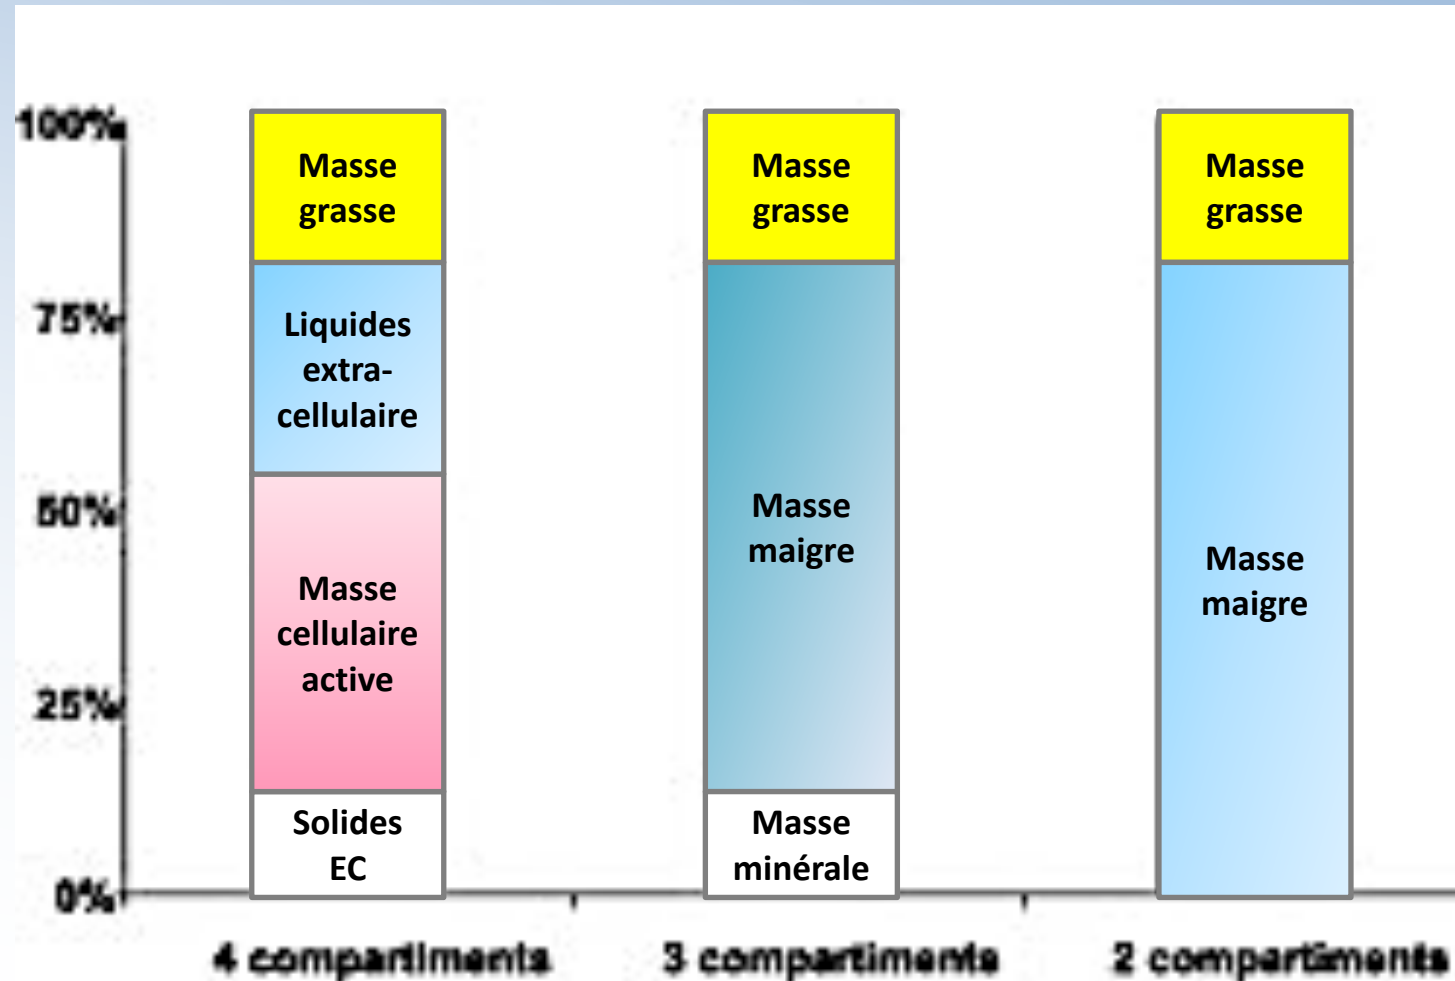 100%
75%
50%
25%
0%
Masse
grasse
Liquides
extra-
cellulaire
Masse
cellulaire
active
Solides
EC
Masse
grasse
Masse
maigre
Masse
minérale
Masse
grasse
Masse
maigre
4 compartiments
3 compartiments
2 compartiments